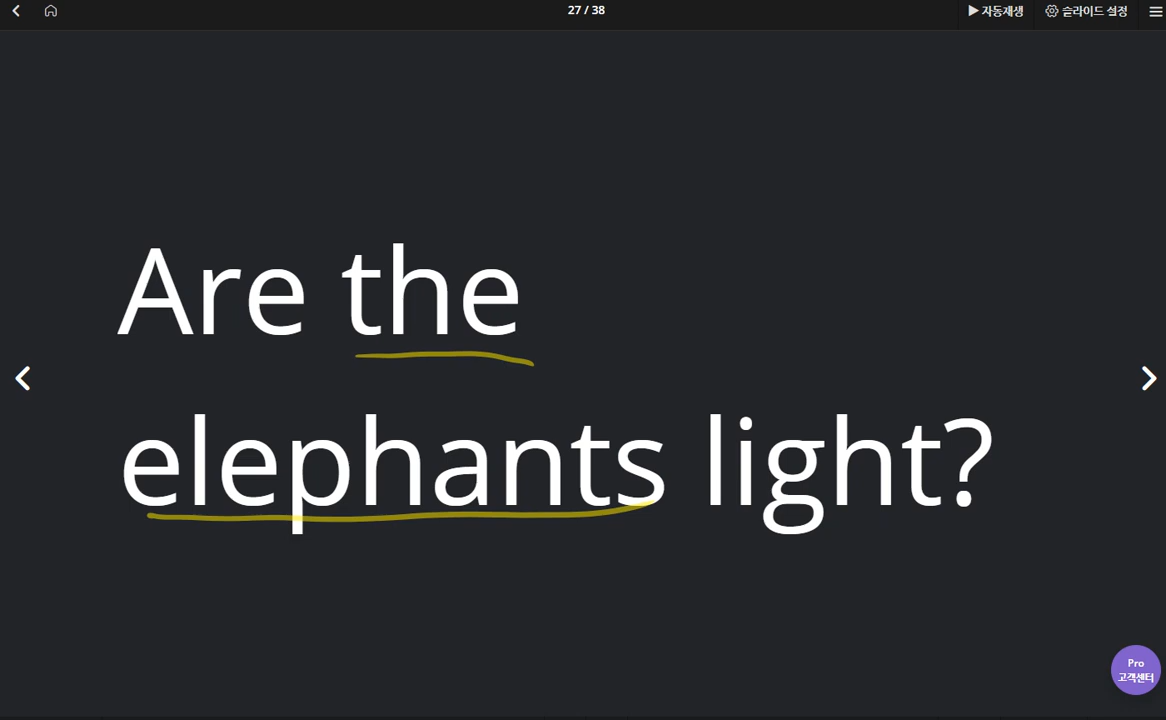 27 / 38
▶ 자동재생
슬라이드 설정
Are the
elephants light?
Pro
고객센터